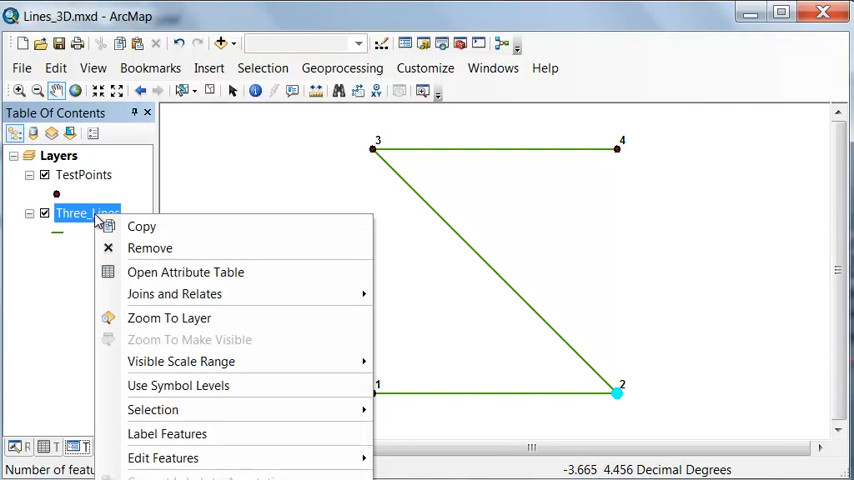 Lines_3D.mxd - ArcMap
File Edit View Bookmarks Insert Selection Geoprocessing Customize Windows Help
Table Of Contents
Layers
TestPoints
Three_Lines
Copy
Remove
Open Attribute Table
Joins and Relates
Zoom To Layer
Zoom To Make Visible
Visible Scale Range
Use Symbol Levels
Selection
Label Features
Edit Features
3 4
1 2
Number of -3.665 4.456 Decimal Degrees